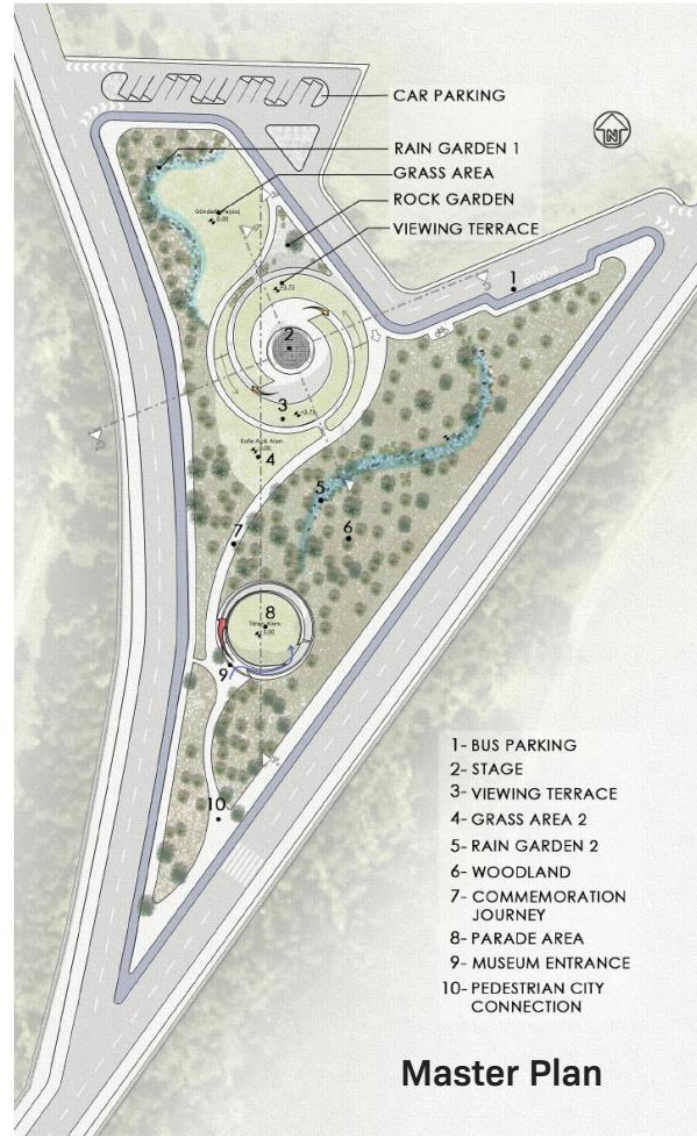 CAR PARKING
RAIN GARDEN 1
GRASS AREA
ROCK GARDEN
VIEWING TERRACE
N
1
OTOBÜS
2
3
4
5
6
7
8
9
10
1- BUS PARKING
2- STAGE
3- VIEWING TERRACE
4- GRASS AREA 2
5- RAIN GARDEN 2
6- WOODLAND
7- COMMEMORATION
JOURNEY
8- PARADE AREA
9- MUSEUM ENTRANCE
10- PEDESTRIAN CITY
CONNECTION
Master Plan